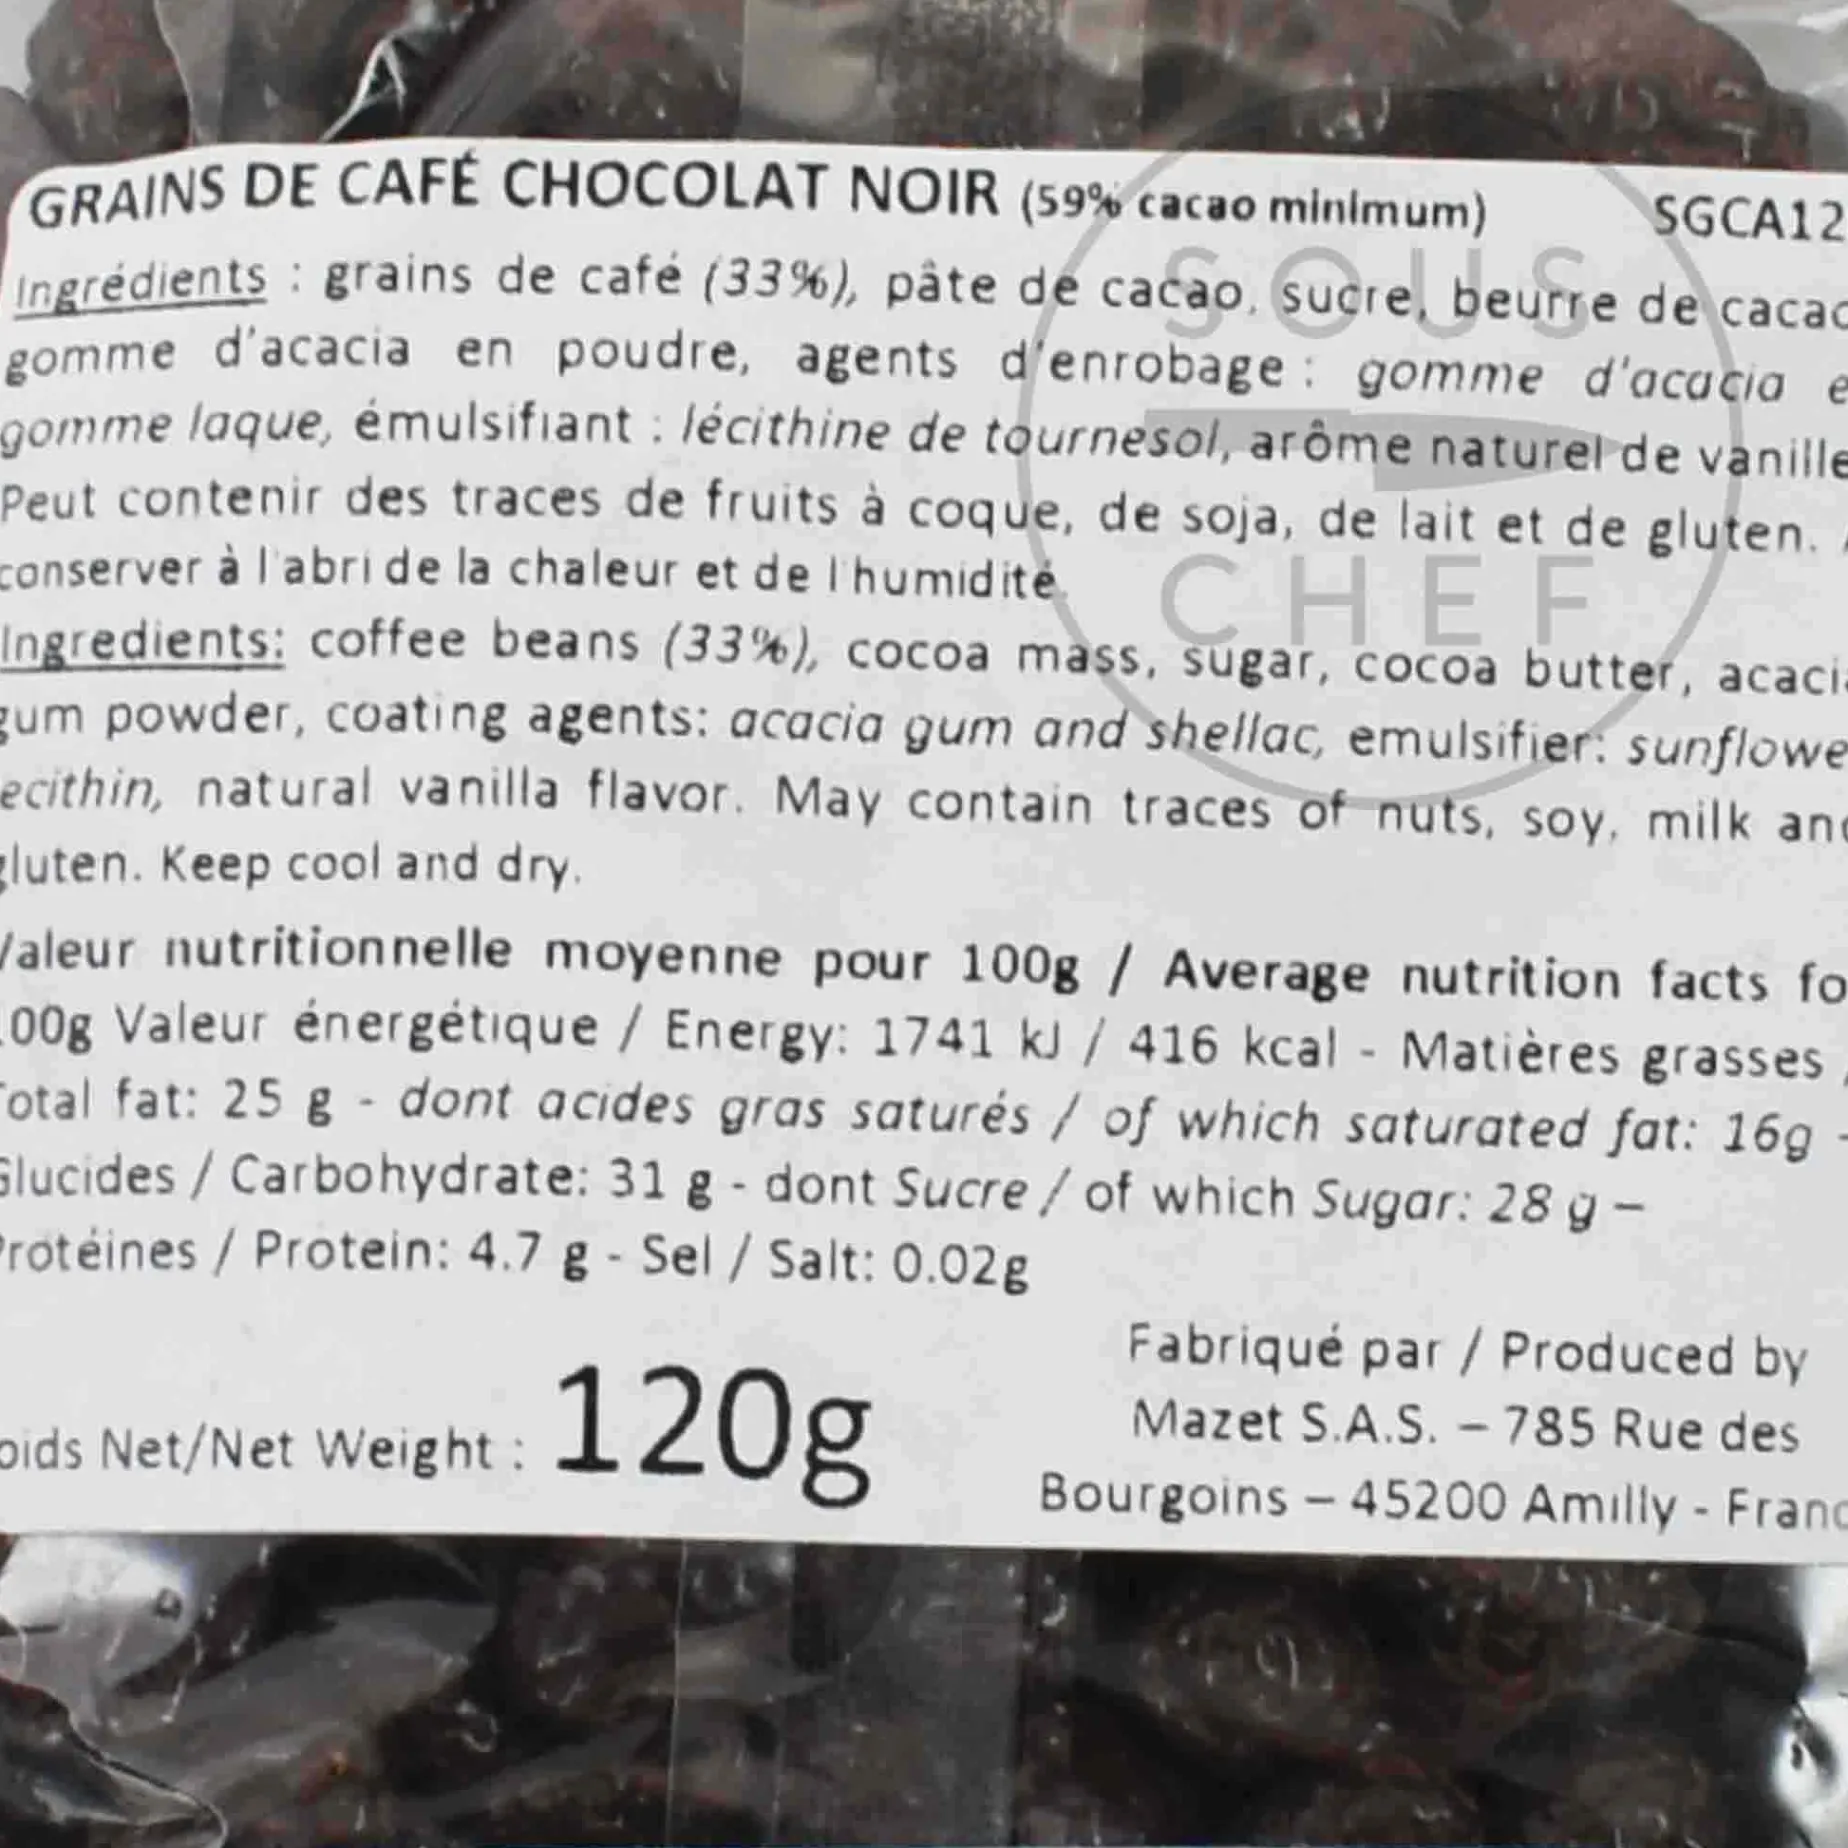 GRAINS DE CAFÉ CHOCOLAT NOIR (59% cacao minimum) SGCA12
Ingrédients : grains de café (33%), pâte de cacao, sucre, beurre de cacao
gomme d'acacia en poudre, agents d'enrobage : gomme d'acacia e
gomme laque, émulsifiant : lécithine de tournesol, arôme naturel de vanille
Peut contenir des traces de fruits à coque, de soja, de lait et de gluten. A
conserver à l'abri de la chaleur et de l'humidité.
Ingredients: coffee beans (33%), cocoa mass, sugar, cocoa butter, acacia
gum powder, coating agents: acacia gum and shellac, emulsifier: sunflowe
ecithin, natural vanilla flavor. May contain traces of nuts, soy, milk and
gluten. Keep cool and dry.
Valeur nutritionnelle moyenne pour 100g / Average nutrition facts fo
100g Valeur énergétique / Energy: 1741 kJ / 416 kcal - Matières grasses /
Total fat: 25 g - dont acides gras saturés / of which saturated fat: 16g -
Glucides / Carbohydrate: 31 g - dont Sucre / of which Sugar: 28 g –
Protéines / Protein: 4.7 g - Sel / Salt: 0.02g
oids Net/Net Weight : 120g
Fabriqué par / Produced by
Mazet S.A.S. – 785 Rue des
Bourgoins – 45200 Amilly - Franc
SOUS
CHEF